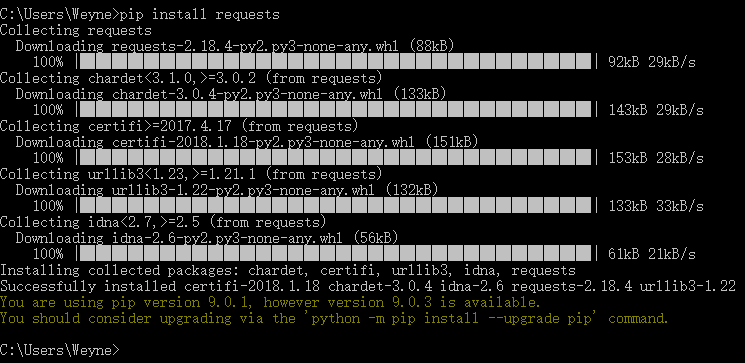 C:\Users\Weyne>pip install requests
Collecting requests
  Downloading requests-2.18.4-py2.py3-none-any.whl (88kB)
    100% |████████████████████████████████| 92kB 29kB/s
Collecting chardet<3.1.0,>=3.0.2 (from requests)
  Downloading chardet-3.0.4-py2.py3-none-any.whl (133kB)
    100% |████████████████████████████████| 143kB 29kB/s
Collecting certifi>=2017.4.17 (from requests)
  Downloading certifi-2018.1.18-py2.py3-none-any.whl (151kB)
    100% |████████████████████████████████| 153kB 28kB/s
Collecting urllib3<1.23,>=1.21.1 (from requests)
  Downloading urllib3-1.22-py2.py3-none-any.whl (132kB)
    100% |████████████████████████████████| 133kB 33kB/s
Collecting idna<2.7,>=2.5 (from requests)
  Downloading idna-2.6-py2.py3-none-any.whl (56kB)
    100% |████████████████████████████████| 61kB 21kB/s
Installing collected packages: chardet, certifi, urllib3, idna, requests
Successfully installed certifi-2018.1.18 chardet-3.0.4 idna-2.6 requests-2.18.4 urllib3-1.22
You are using pip version 9.0.1, however version 9.0.3 is available.
You should consider upgrading via the 'python -m pip install --upgrade pip' command.
C:\Users\Weyne>